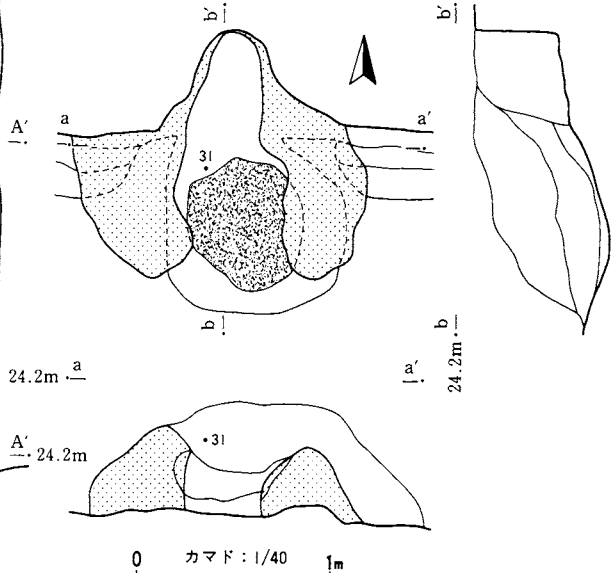 b′
b′
A′
a
a′
31
b
b
24.2m
24.2m a
a′
A′ 24.2m
31
0 カマド：1/40 1m